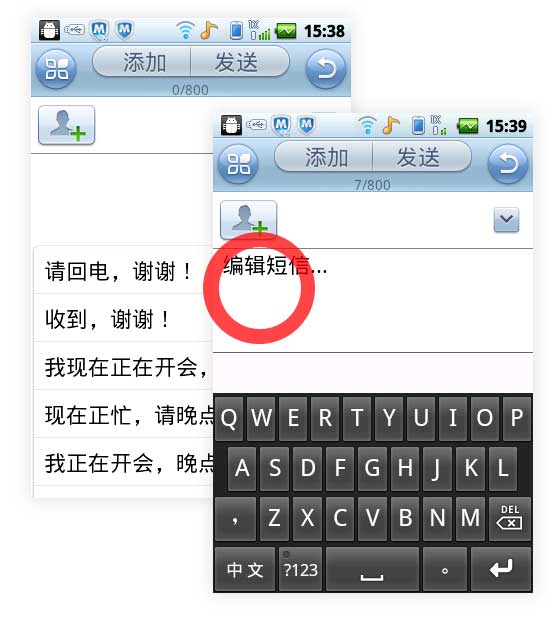 15:38
添加 发送
0/800
15:39
添加 发送
7/800
编辑短信...
请回电，谢谢！
收到，谢谢！
我现在正在开会，
现在正忙，请晚点
我正在开会，晚点
Q W E R T Y U I O P
A S D F G H J K L
， Z X C V B N M DEL
中文 ?123 。